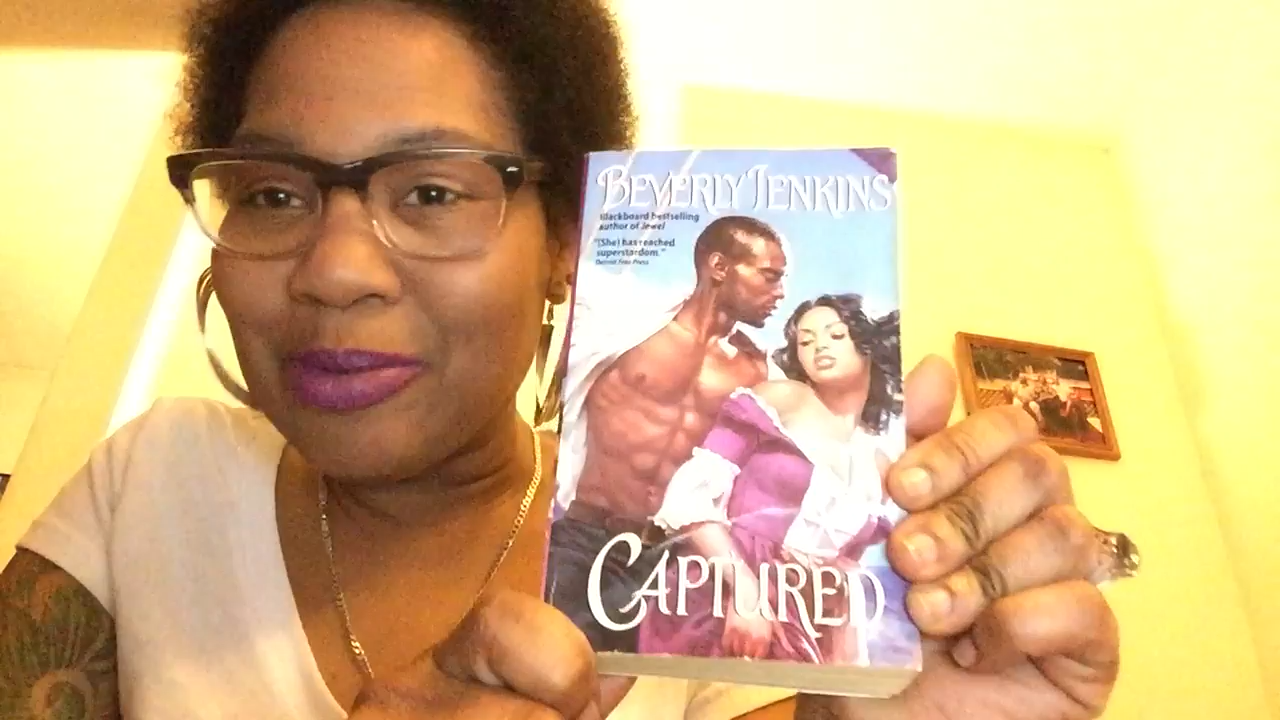 BEVERLY JENKINS
Blackboard bestselling
author of Jewel
"[She] has reached
superstardom."
Detroit Free Press
CAPTURED